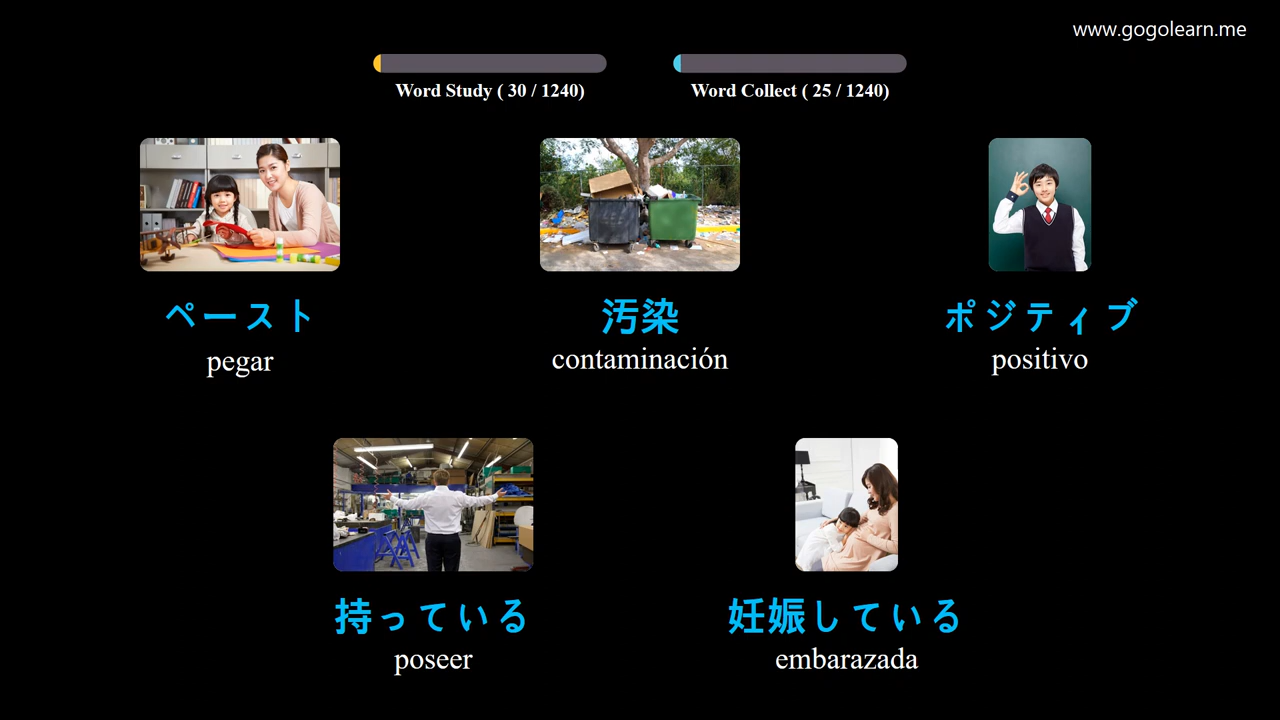 www.gogolearn.me
Word Study ( 30 / 1240)
Word Collect ( 25 / 1240)
ペースト
pegar
汚染
contaminación
ポジティブ
positivo
持っている
poseer
妊娠している
embarazada